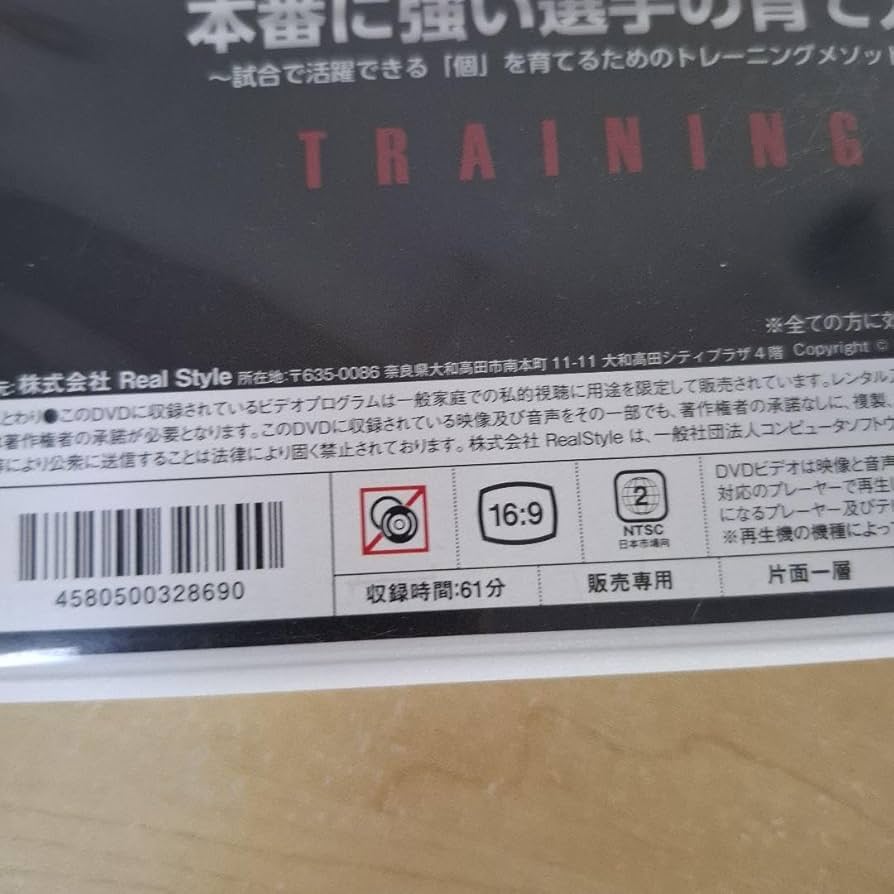 本番に強い選手の育て
～試合で活躍できる「個」を育てるためのトレーニングメソッド
TRAINING
※全ての方に効
元:株式会社 Real Style 所在地:〒635-0086 奈良県大和高田市南本町 11-11 大和高田シティプラザ4階 Copyright ©
とわり●このDVDに収録されているビデオプログラムは一般家庭での私的視聴に用途を限定して販売されています。レンタル
は著作権者の承諾が必要となります。このDVDに収録されている映像及び音声をその一部でも、著作権者の承諾なしに、複製、
等により公衆に送信することは法律により固く禁止されております。株式会社 RealStyle は、一般社団法人コンピュータソフトウ
4580500328690
16:9
2
NTSC
日本市場向
DVDビデオは映像と音声
対応のプレーヤーで再生
になるプレーヤー及びテ
※再生機の機種によっ
収録時間:61分
販売専用
片面一層